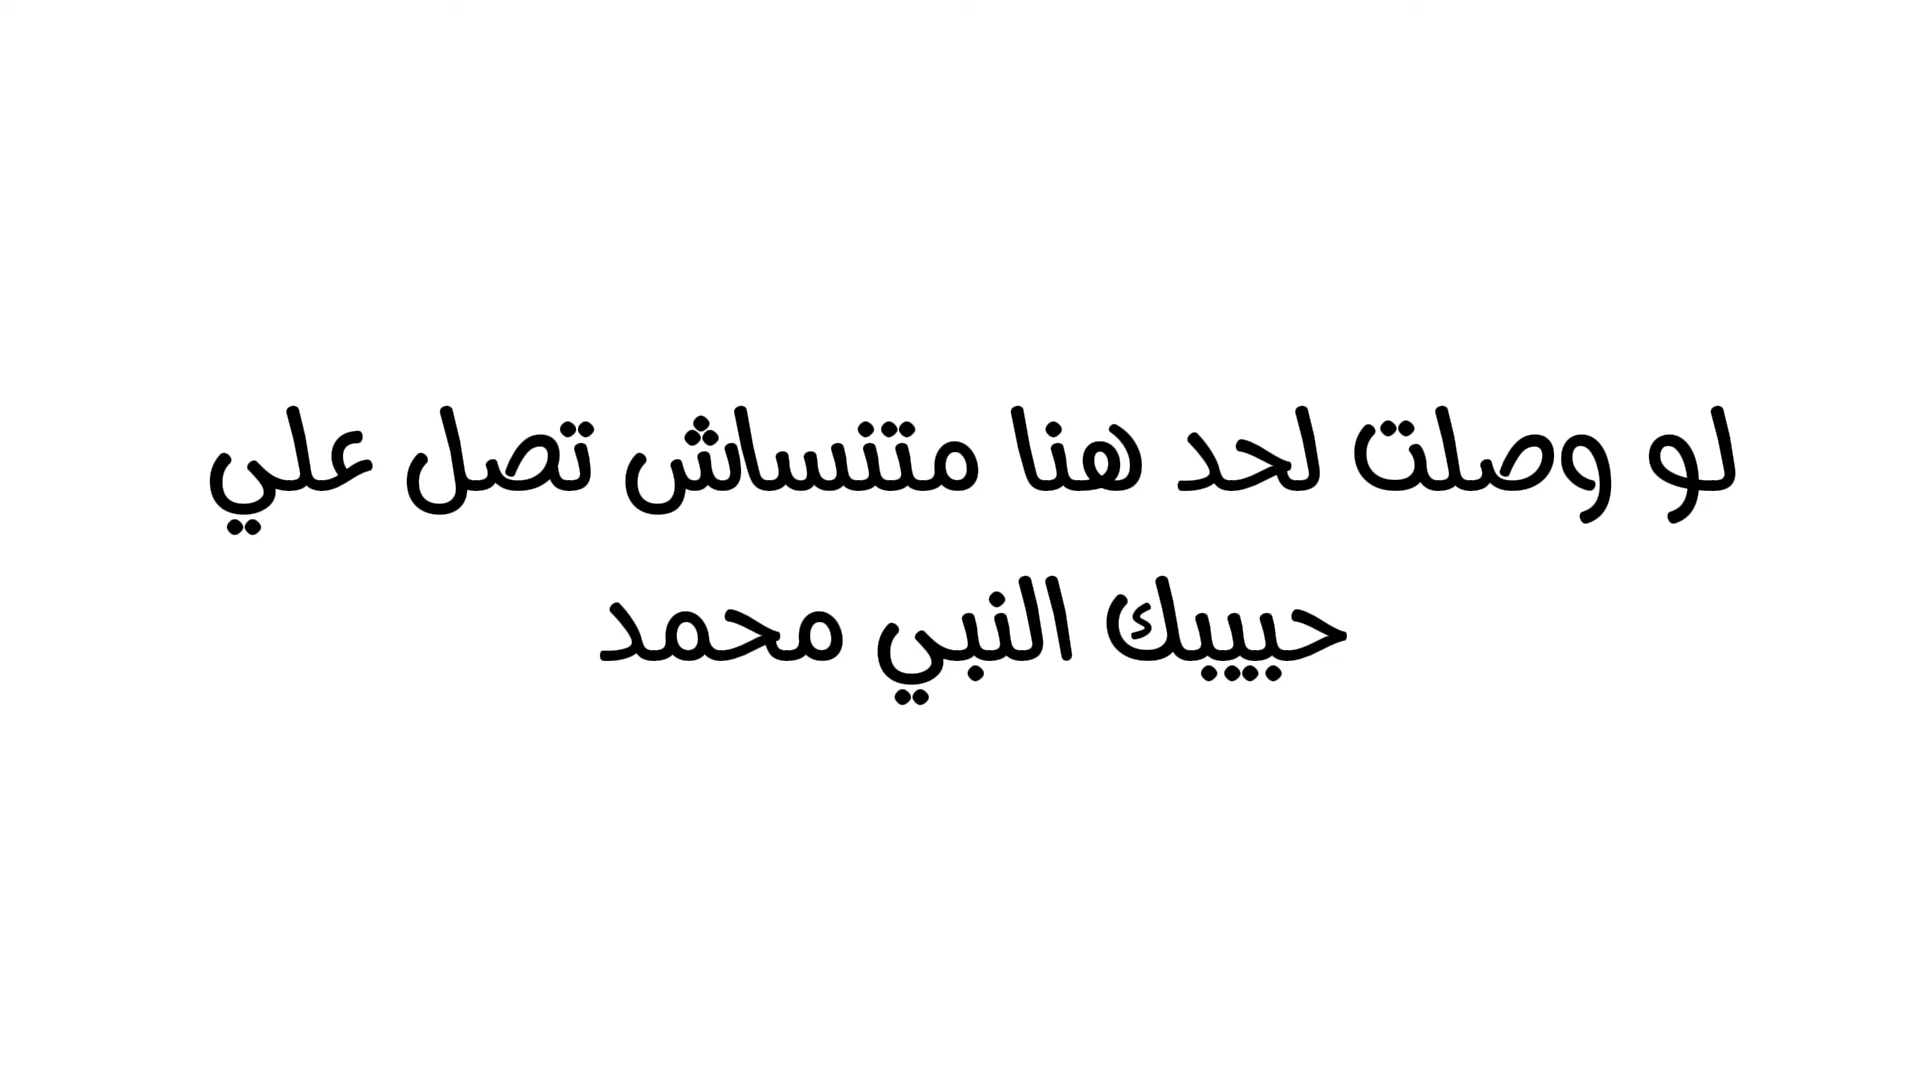 لو وصلت لحد هنا متنساش تصل علي
حبيبك النبي محمد